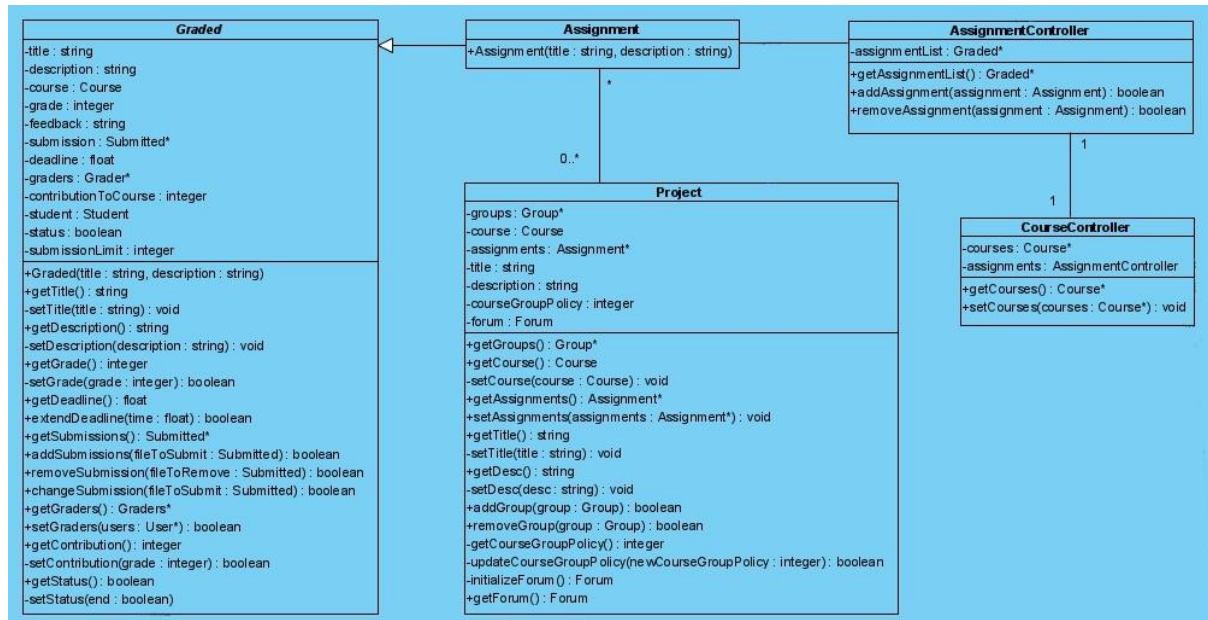 Graded
-title : string
-description : string
-course : Course
-grade : integer
-feedback : string
-submission : Submitted*
-deadline : float
-graders : Grader*
-contributionToCourse : integer
-student : Student
-status : boolean
-submissionLimit : integer
+Graded(title : string, description : string)
+getTitle() : string
-setTitle(title : string) : void
+getDescription() : string
-setDescription(description : string) : void
+getGrade() : integer
-setGrade(grade : integer) : boolean
+getDeadline() : float
+extendDeadline(time : float) : boolean
+getSubmissions() : Submitted*
+addSubmissions(fileToSubmit : Submitted) : boolean
+removeSubmission(fileToRemove : Submitted) : boolean
+changeSubmission(fileToSubmit : Submitted) : boolean
+getGraders() : Graders*
+setGraders(users : User*) : boolean
+getContribution() : integer
-setContribution(grade : integer) : boolean
+getStatus() : boolean
-setStatus(end : boolean)
Assignment
+Assignment(title : string, description : string)
*
0..*
Project
-groups : Group*
-course : Course
-assignments : Assignment*
-title : string
-description : string
-courseGroupPolicy : integer
-forum : Forum
+getGroups() : Group*
+getCourse() : Course
-setCourse(course : Course) : void
+getAssignments() : Assignment*
+setAssignments(assignments : Assignment*) : void
+getTitle() : string
-setTitle(title : string) : void
+getDesc() : string
-setDesc(desc : string) : void
+addGroup(group : Group) : boolean
+removeGroup(group : Group) : boolean
-getCourseGroupPolicy() : integer
-updateCourseGroupPolicy(newCourseGroupPolicy : integer) : boolean
-initializeForum() : Forum
+getForum() : Forum
AssignmentController
-assignmentList : Graded*
+getAssignmentList() : Graded*
+addAssignment(assignment : Assignment) : boolean
+removeAssignment(assignment : Assignment) : boolean
1
1
CourseController
-courses : Course*
-assignments : AssignmentController
+getCourses() : Course*
+setCourses(courses : Course*) : void